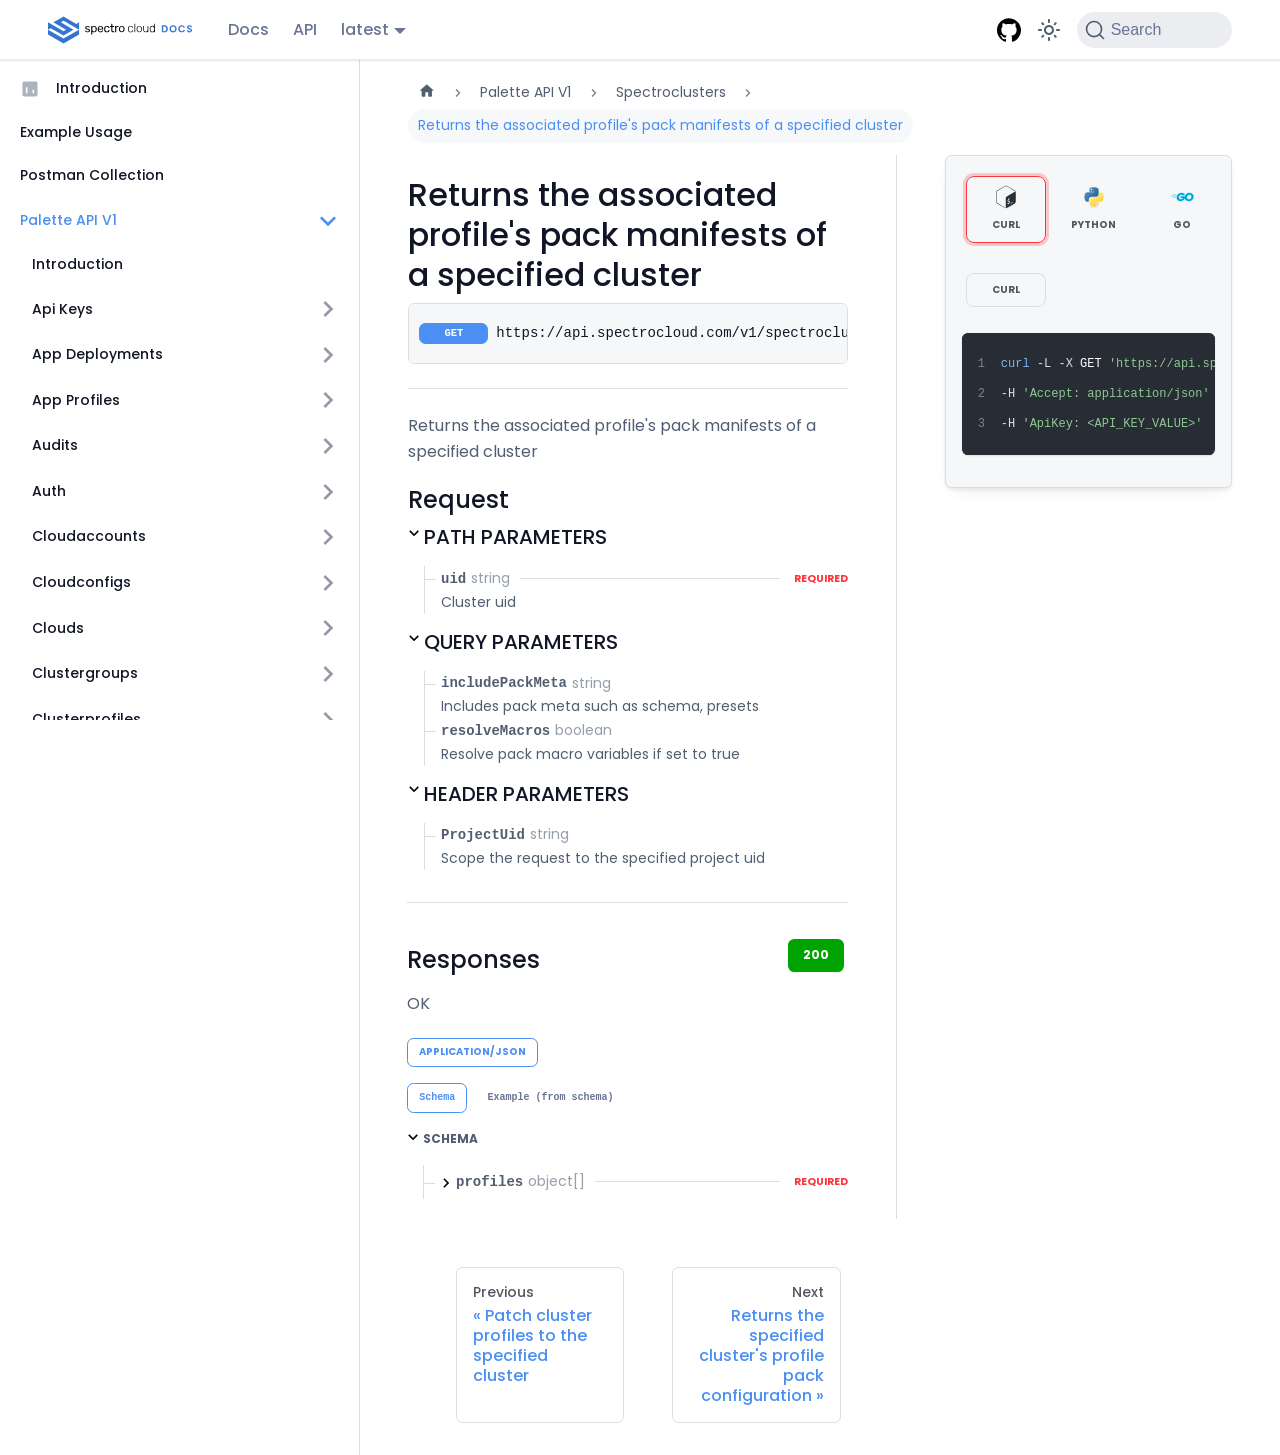 spectro cloud DOCS
Docs
API
latest
Search
Introduction
Example Usage
Postman Collection
Palette API V1
Introduction
Api Keys
App Deployments
App Profiles
Audits
Auth
Cloudaccounts
Cloudconfigs
Clouds
Clustergroups
Clusterprofiles
Palette API V1
Spectroclusters
Returns the associated profile's pack manifests of a specified cluster
Returns the associated
profile's pack manifests of
a specified cluster
GET https://api.spectrocloud.com/v1/spectroclu
Returns the associated profile's pack manifests of a
specified cluster
Request
PATH PARAMETERS
uid string REQUIRED
Cluster uid
QUERY PARAMETERS
includePackMeta string
Includes pack meta such as schema, presets
resolveMacros boolean
Resolve pack macro variables if set to true
HEADER PARAMETERS
ProjectUid string
Scope the request to the specified project uid
Responses
200
OK
APPLICATION/JSON
Schema Example (from schema)
SCHEMA
profiles object[] REQUIRED
CURL
PYTHON
GO
CURL
1 curl -L -X GET 'https://api.sp
2 -H 'Accept: application/json'
3 -H 'ApiKey: <API_KEY_VALUE>'
Previous
« Patch cluster
profiles to the
specified
cluster
Next
Returns the
specified
cluster's profile
pack
configuration »